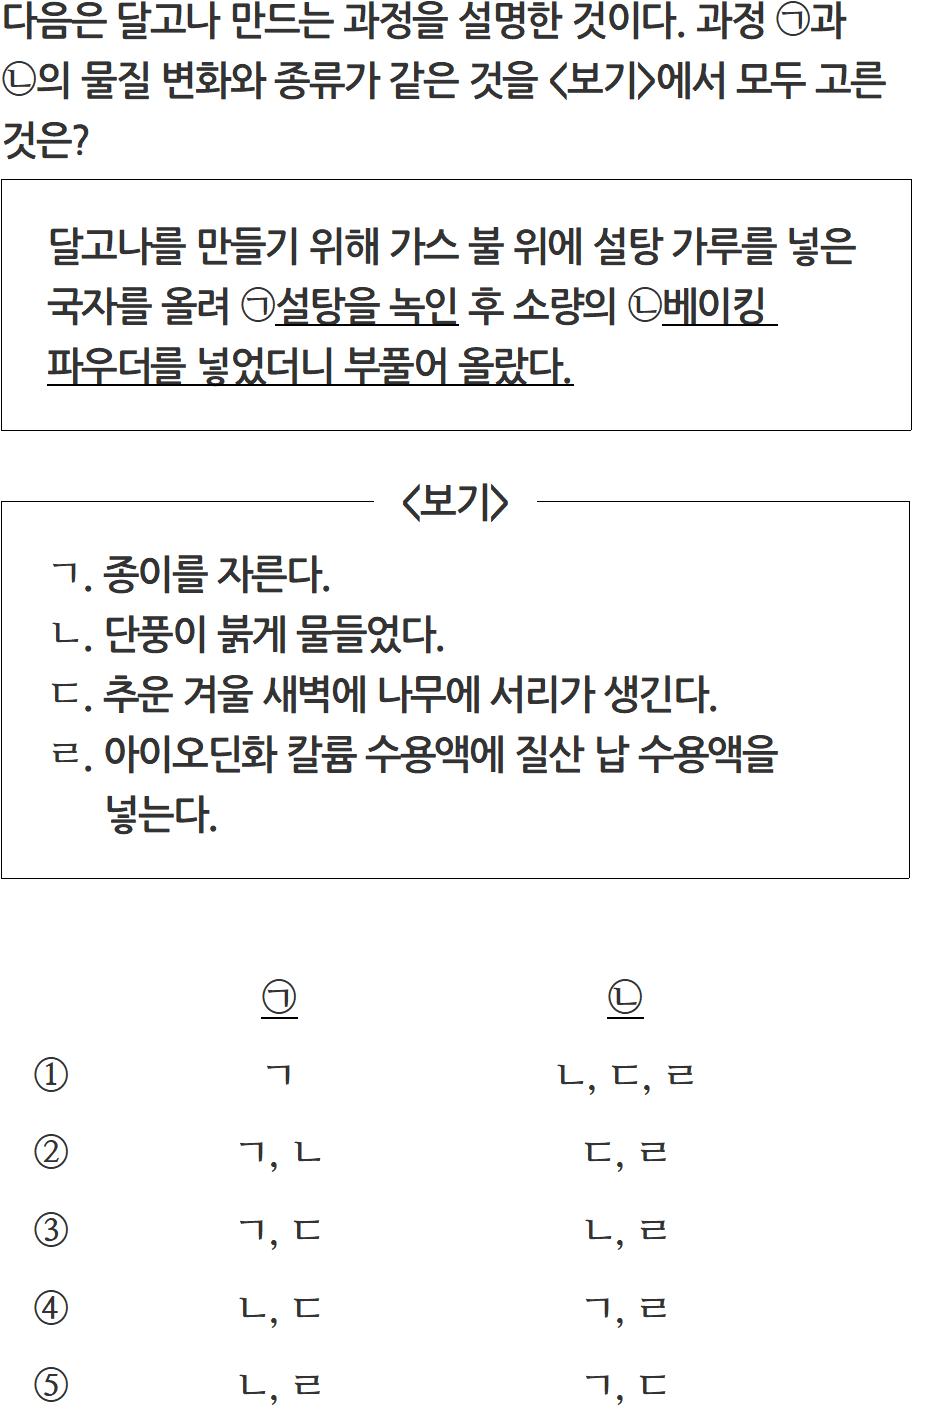 다음은 달고나 만드는 과정을 설명한 것이다. 과정 ㉠과
㉡의 물질 변화와 종류가 같은 것을 <보기>에서 모두 고른
것은?
달고나를 만들기 위해 가스 불 위에 설탕 가루를 넣은
국자를 올려 ㉠설탕을 녹인 후 소량의 ㉡베이킹
파우더를 넣었더니 부풀어 올랐다.
<보기>
ㄱ. 종이를 자른다.
ㄴ. 단풍이 붉게 물들었다.
ㄷ. 추운 겨울 새벽에 나무에 서리가 생긴다.
ㄹ. 아이오딘화 칼륨 수용액에 질산 납 수용액을
넣는다.
㉠ ㉡
① ㄱ ㄴ, ㄷ, ㄹ
② ㄱ, ㄴ ㄷ, ㄹ
③ ㄱ, ㄷ ㄴ, ㄹ
④ ㄴ, ㄷ ㄱ, ㄹ
⑤ ㄴ, ㄹ ㄱ, ㄷ